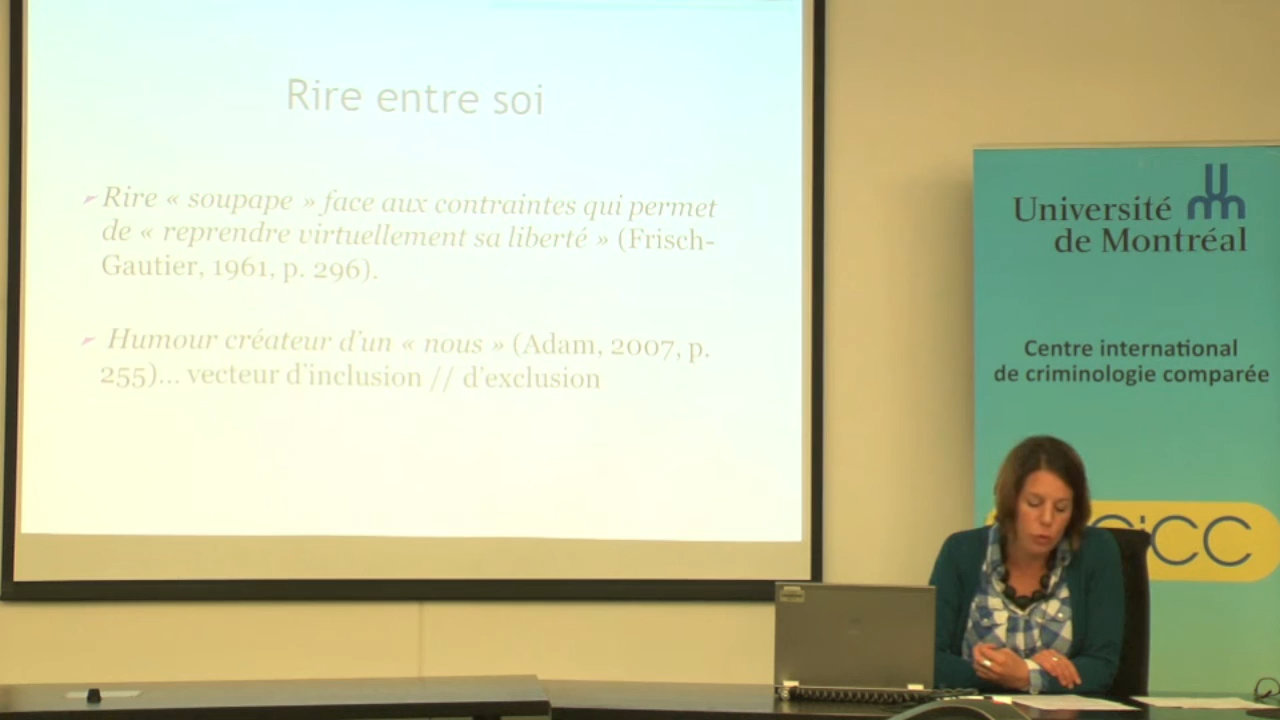 Rire entre soi
Rire « soupape » face aux contraintes qui permet
de « reprendre virtuellement sa liberté » (Frisch-
Gautier, 1961, p. 296).
Humour créateur d'un « nous » (Adam, 2007, p.
255)... vecteur d'inclusion // d'exclusion
Université
de Montréal
Centre international
de criminologie comparée
CiCC